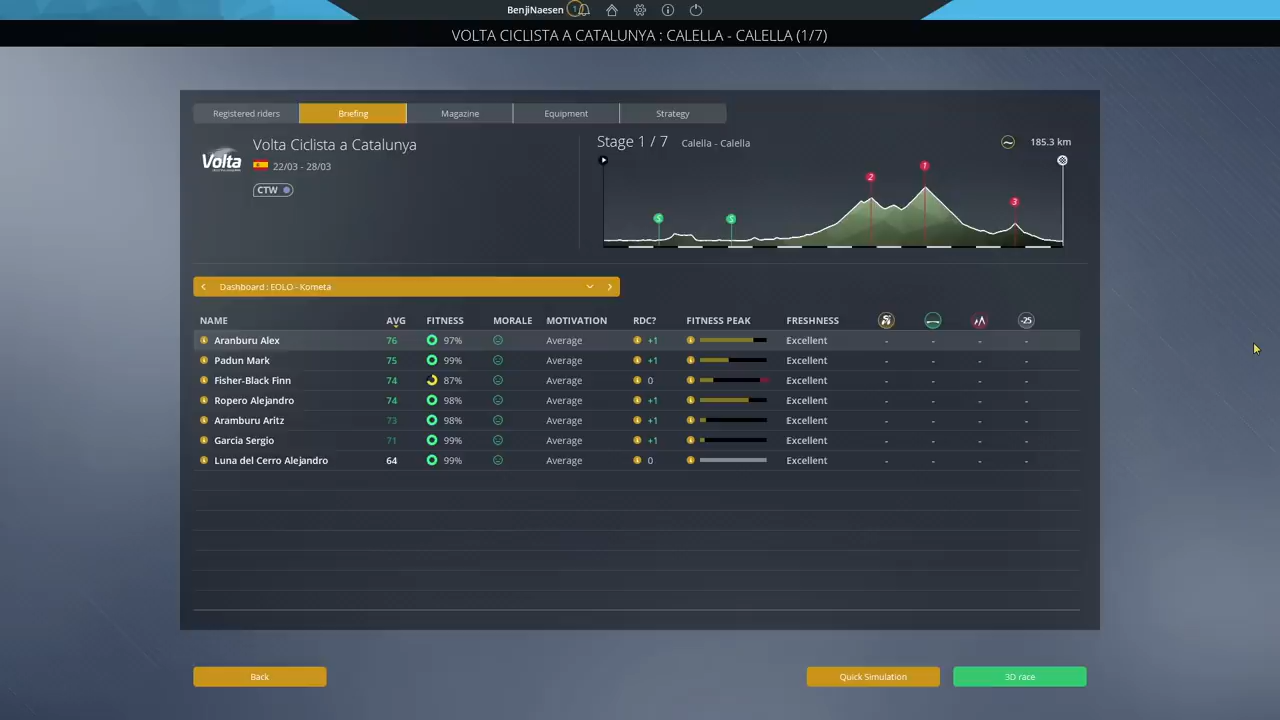 BenjiNaesen 1
VOLTA CICLISTA A CATALUNYA : CALELLA - CALELLA (1/7)
Registered riders Briefing Magazine Equipment Strategy
Volta Volta Ciclista a Catalunya
22/03 - 28/03
CTW
Stage 1 / 7 Calella - Calella 185.3 km
S S 2 1 3
Dashboard : EOLO - Kometa
NAME AVG FITNESS MORALE MOTIVATION RDC? FITNESS PEAK FRESHNESS -25
Aranburu Alex 76 97% Average +1 Excellent - - - -
Padun Mark 75 99% Average +1 Excellent - - - -
Fisher-Black Finn 74 87% Average 0 Excellent - - - -
Ropero Alejandro 74 98% Average +1 Excellent - - - -
Aramburu Aritz 73 98% Average +1 Excellent - - - -
Garcia Sergio 71 99% Average +1 Excellent - - - -
Luna del Cerro Alejandro 64 99% Average 0 Excellent - - - -
Back Quick Simulation 3D race